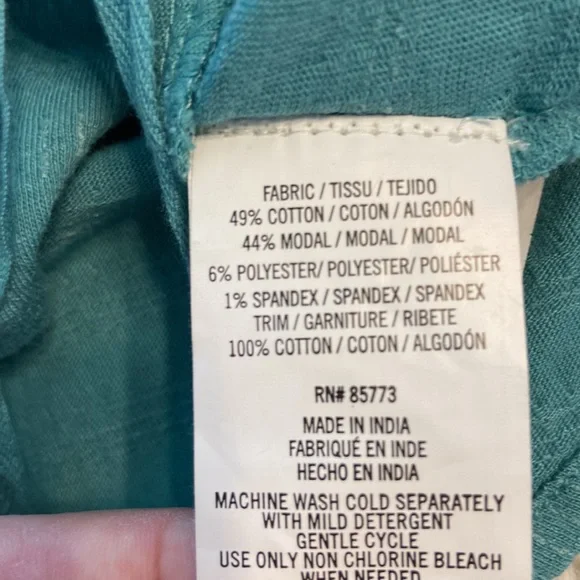 FABRIC / TISSU / TEJIDO
49% COTTON / COTON / ALGODÓN
44% MODAL / MODAL / MODAL
6% POLYESTER/ POLYESTER/ POLIÉSTER
1% SPANDEX / SPANDEX / SPANDEX
TRIM / GARNITURE / RIBETE
100% COTTON / COTON / ALGODÓN
RN# 85773
MADE IN INDIA
FABRIQUÉ EN INDE
HECHO EN INDIA
MACHINE WASH COLD SEPARATELY
WITH MILD DETERGENT
GENTLE CYCLE
USE ONLY NON CHLORINE BLEACH
WHEN NEEDED